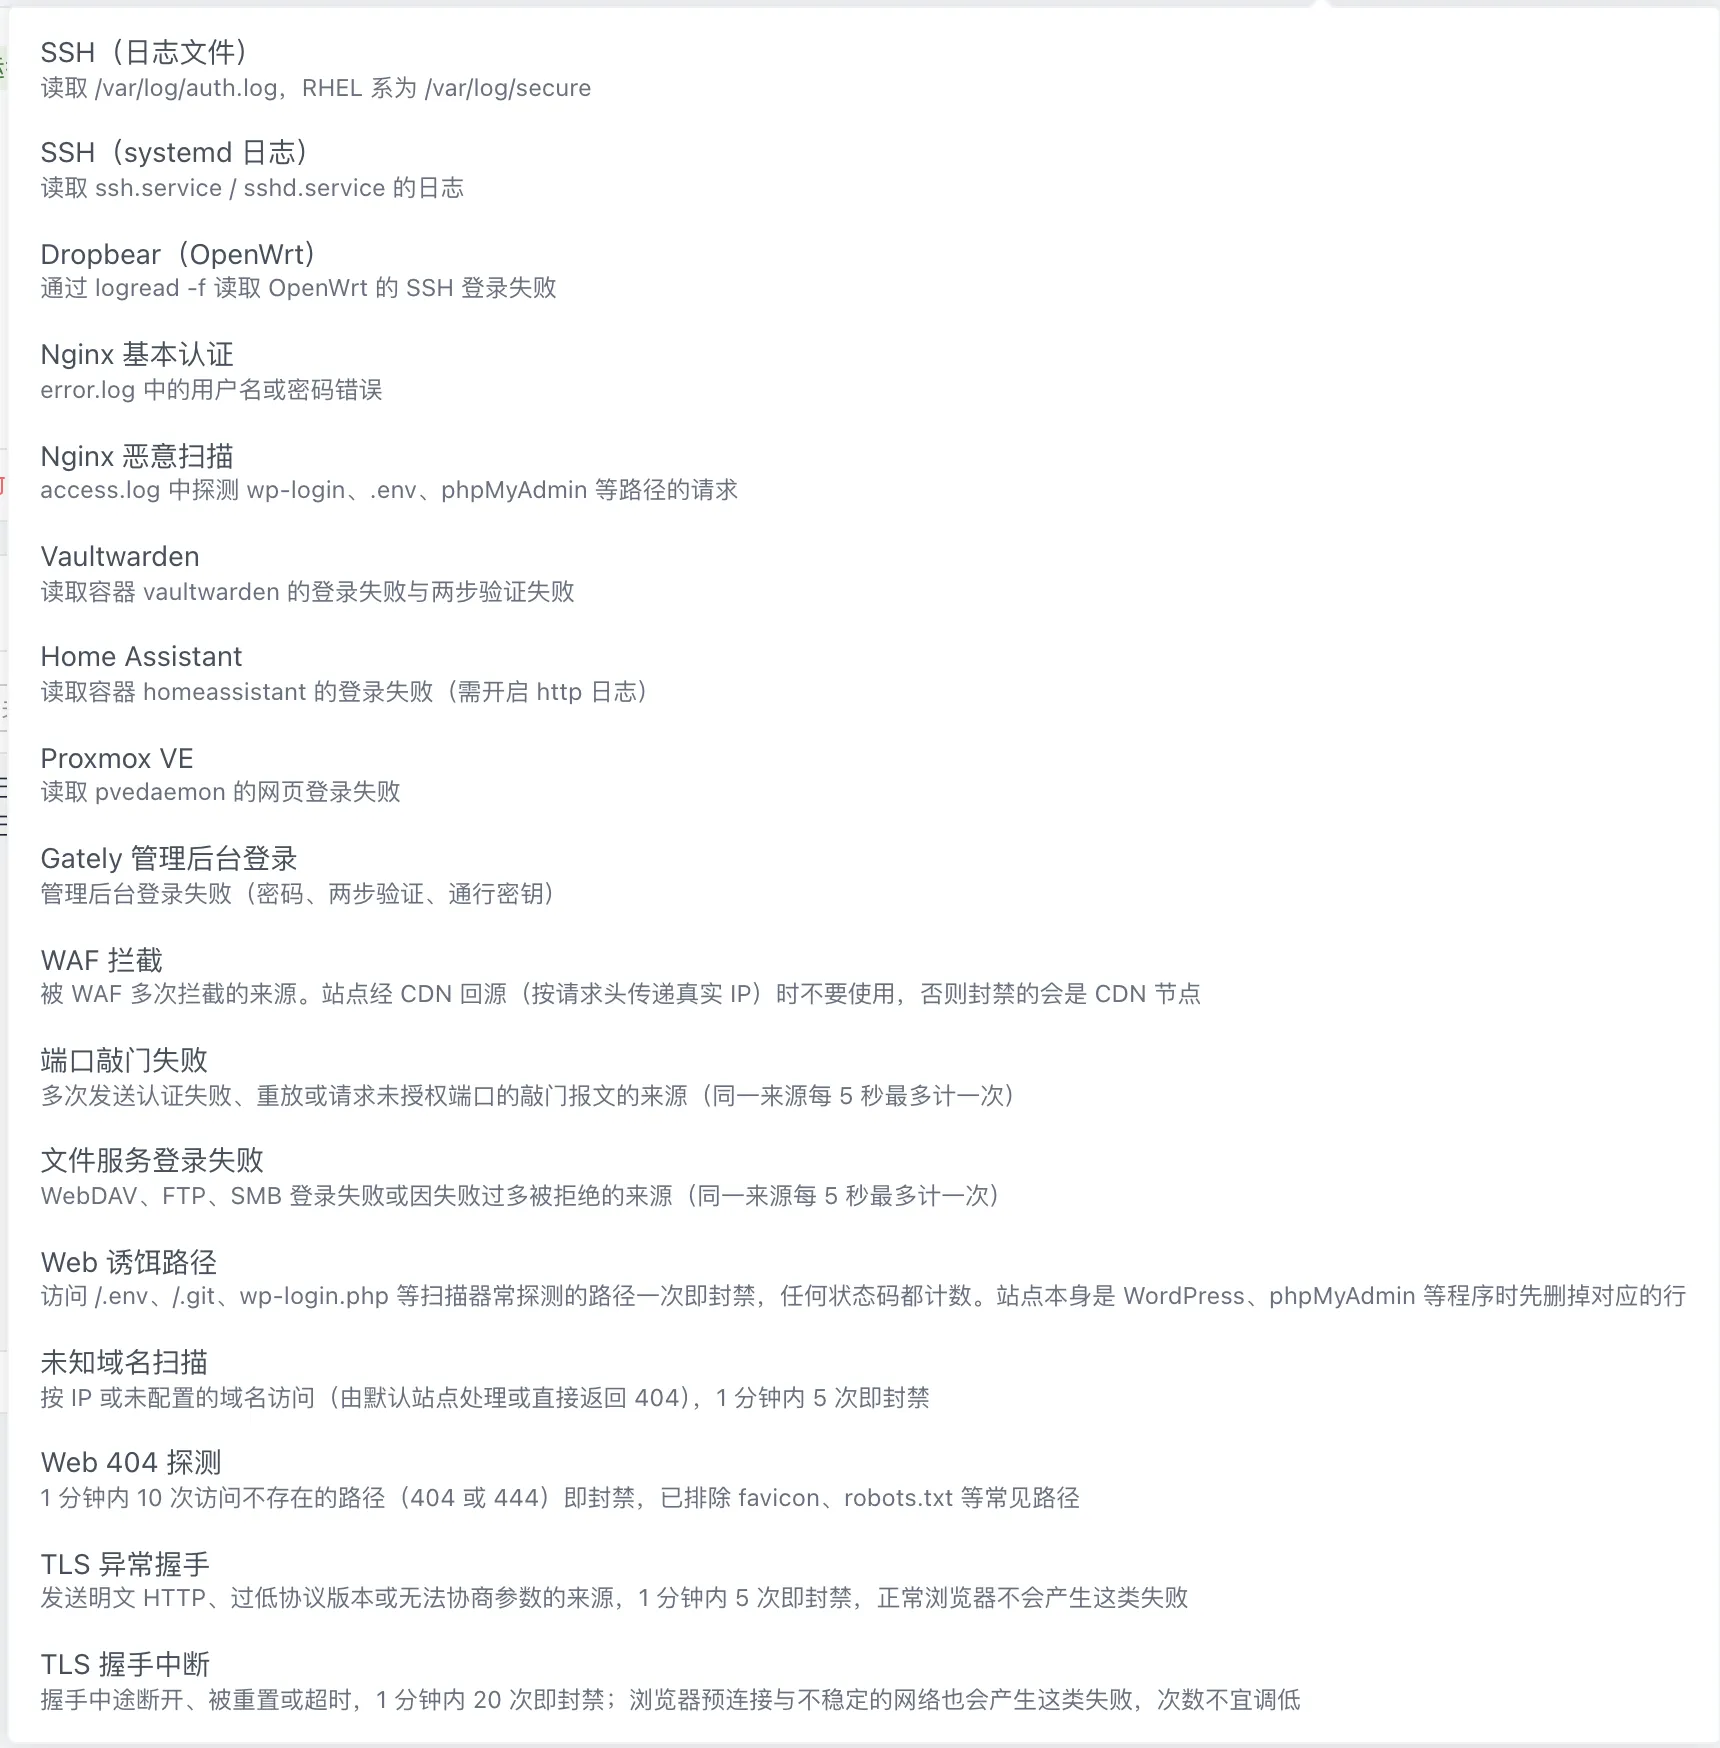 SSH（日志文件）
读取 /var/log/auth.log，RHEL 系为 /var/log/secure
SSH（systemd 日志）
读取 ssh.service / sshd.service 的日志
Dropbear（OpenWrt）
通过 logread -f 读取 OpenWrt 的 SSH 登录失败
Nginx 基本认证
error.log 中的用户名或密码错误
Nginx 恶意扫描
access.log 中探测 wp-login、.env、phpMyAdmin 等路径的请求
Vaultwarden
读取容器 vaultwarden 的登录失败与两步验证失败
Home Assistant
读取容器 homeassistant 的登录失败（需开启 http 日志）
Proxmox VE
读取 pvedaemon 的网页登录失败
Gately 管理后台登录
管理后台登录失败（密码、两步验证、通行密钥）
WAF 拦截
被 WAF 多次拦截的来源。站点经 CDN 回源（按请求头传递真实 IP）时不要使用，否则封禁的会是 CDN 节点
端口敲门失败
多次发送认证失败、重放或请求未授权端口的敲门报文的来源（同一来源每 5 秒最多计一次）
文件服务登录失败
WebDAV、FTP、SMB 登录失败或因失败过多被拒绝的来源（同一来源每 5 秒最多计一次）
Web 诱饵路径
访问 /.env、/.git、wp-login.php 等扫描器常探测的路径一次即封禁，任何状态码都计数。站点本身是 WordPress、phpMyAdmin 等程序时先删掉对应的行
未知域名扫描
按 IP 或未配置的域名访问（由默认站点处理或直接返回 404），1 分钟内 5 次即封禁
Web 404 探测
1 分钟内 10 次访问不存在的路径（404 或 444）即封禁，已排除 favicon、robots.txt 等常见路径
TLS 异常握手
发送明文 HTTP、过低协议版本或无法协商参数的来源，1 分钟内 5 次即封禁，正常浏览器不会产生这类失败
TLS 握手中断
握手中途断开、被重置或超时，1 分钟内 20 次即封禁；浏览器预连接与不稳定的网络也会产生这类失败，次数不宜调低